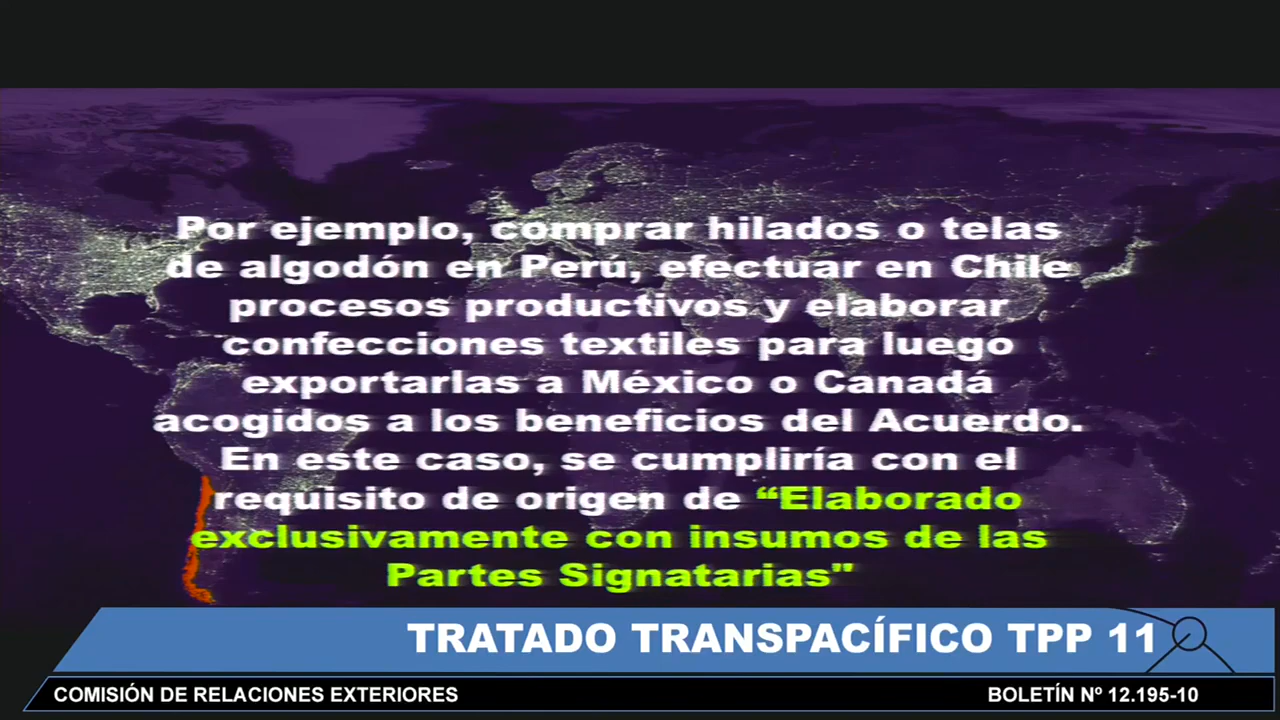 Por ejemplo, comprar hilados o telas
de algodón en Perú, efectuar en Chile
procesos productivos y elaborar
confecciones textiles para luego
exportarlas a México o Canadá
acogidos a los beneficios del Acuerdo.
En este caso, se cumpliría con el
requisito de origen de “Elaborado
exclusivamente con insumos de las
Partes Signatarias"
TRATADO TRANSPACÍFICO TPP 11
COMISIÓN DE RELACIONES EXTERIORES
BOLETÍN Nº 12.195-10